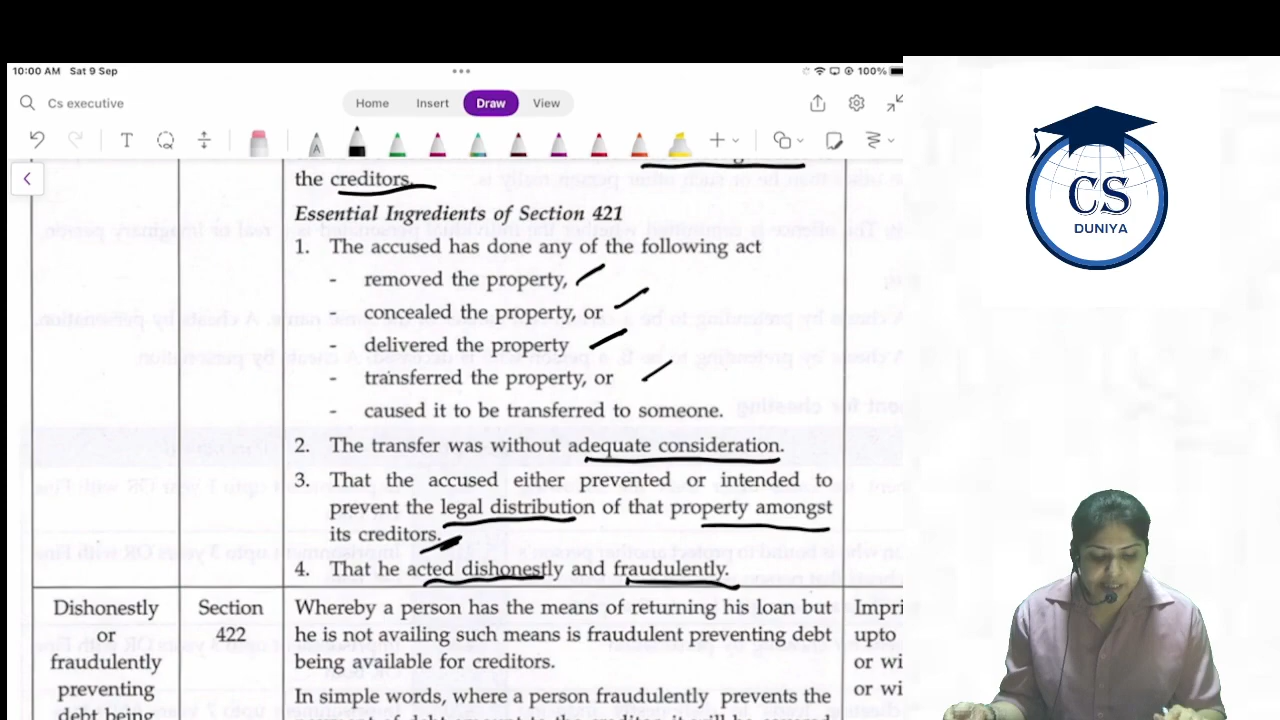 10:00 AM Sat 9 Sep
100%
Cs executive
Home Insert Draw View
the creditors.
Essential Ingredients of Section 421
1. The accused has done any of the following act
- removed the property,
- concealed the property, or
- delivered the property
- transferred the property, or
- caused it to be transferred to someone.
2. The transfer was without adequate consideration.
3. That the accused either prevented or intended to
prevent the legal distribution of that property amongst
its creditors.
4. That he acted dishonestly and fraudulently.
Dishonestly
or
fraudulently
preventing
debt being
Section
422
Whereby a person has the means of returning his loan but
he is not availing such means is fraudulent preventing debt
being available for creditors.
In simple words, where a person fraudulently prevents the
Impri
upto
or wi
or wi
CS
DUNIYA